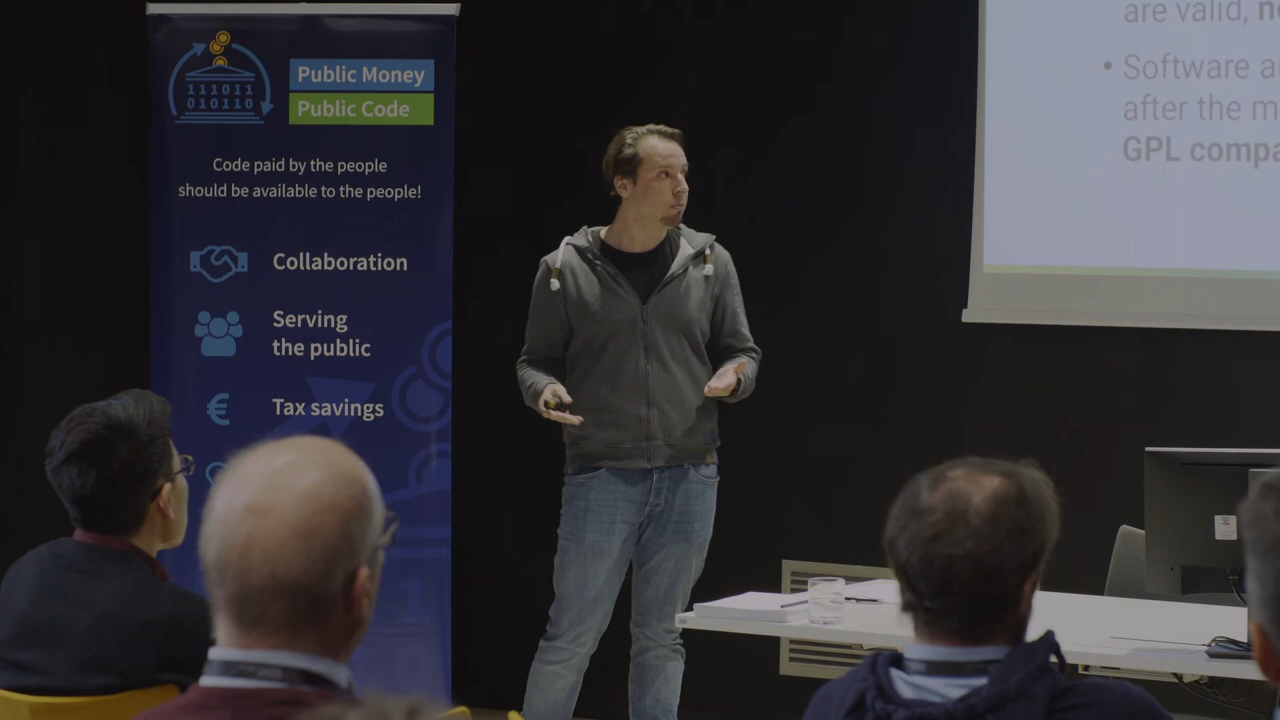 111011
010110
Public Money
Public Code
Code paid by the people
should be available to the people!
Collaboration
Serving
the public
€
Tax savings
are valid,
• Software
after the
GPL